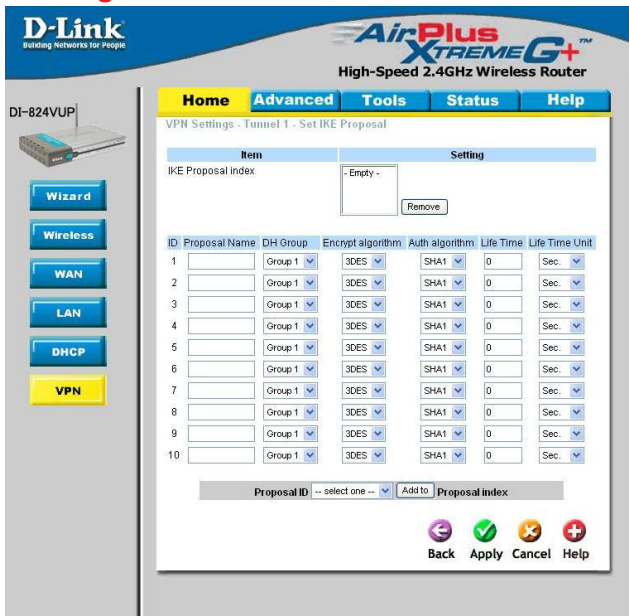 D-Link
Building Networks for People
AirPlus
XTREME G+™
High-Speed 2.4GHz Wireless Router
DI-824VUP
Home Advanced Tools Status Help
VPN Settings - Tunnel 1 - Set IKE Proposal
Item Setting
IKE Proposal index - Empty -
Remove
Wizard
Wireless
WAN
LAN
DHCP
VPN
ID Proposal Name DH Group Encrypt algorithm Auth algorithm Life Time Life Time Unit
1 Group 1 3DES SHA1 0 Sec.
2 Group 1 3DES SHA1 0 Sec.
3 Group 1 3DES SHA1 0 Sec.
4 Group 1 3DES SHA1 0 Sec.
5 Group 1 3DES SHA1 0 Sec.
6 Group 1 3DES SHA1 0 Sec.
7 Group 1 3DES SHA1 0 Sec.
8 Group 1 3DES SHA1 0 Sec.
9 Group 1 3DES SHA1 0 Sec.
10 Group 1 3DES SHA1 0 Sec.
Proposal ID -- select one -- Add to Proposal index
Back Apply Cancel Help